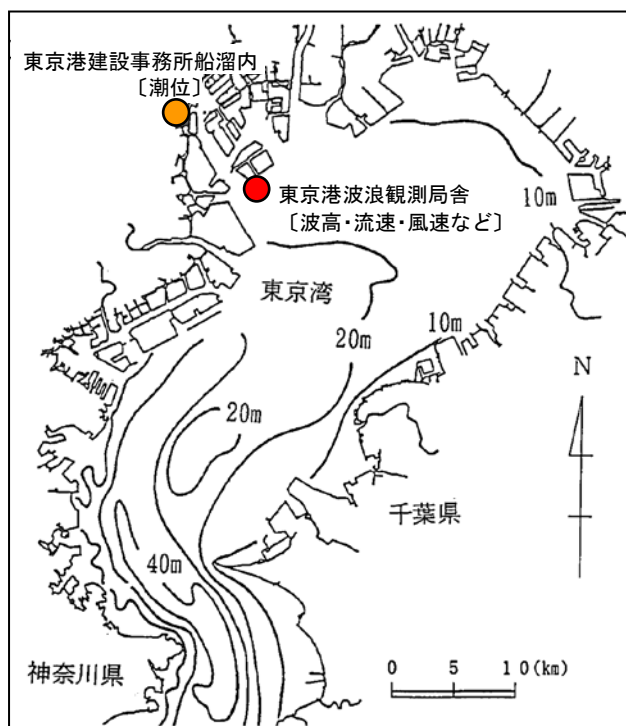 東京港建設事務所船溜内
〔潮位〕
東京港波浪観測局舎
〔波高・流速・風速など〕
10m
東京湾
20m
10m
N
20m
千葉県
40m
神奈川県
0 5 10(km)